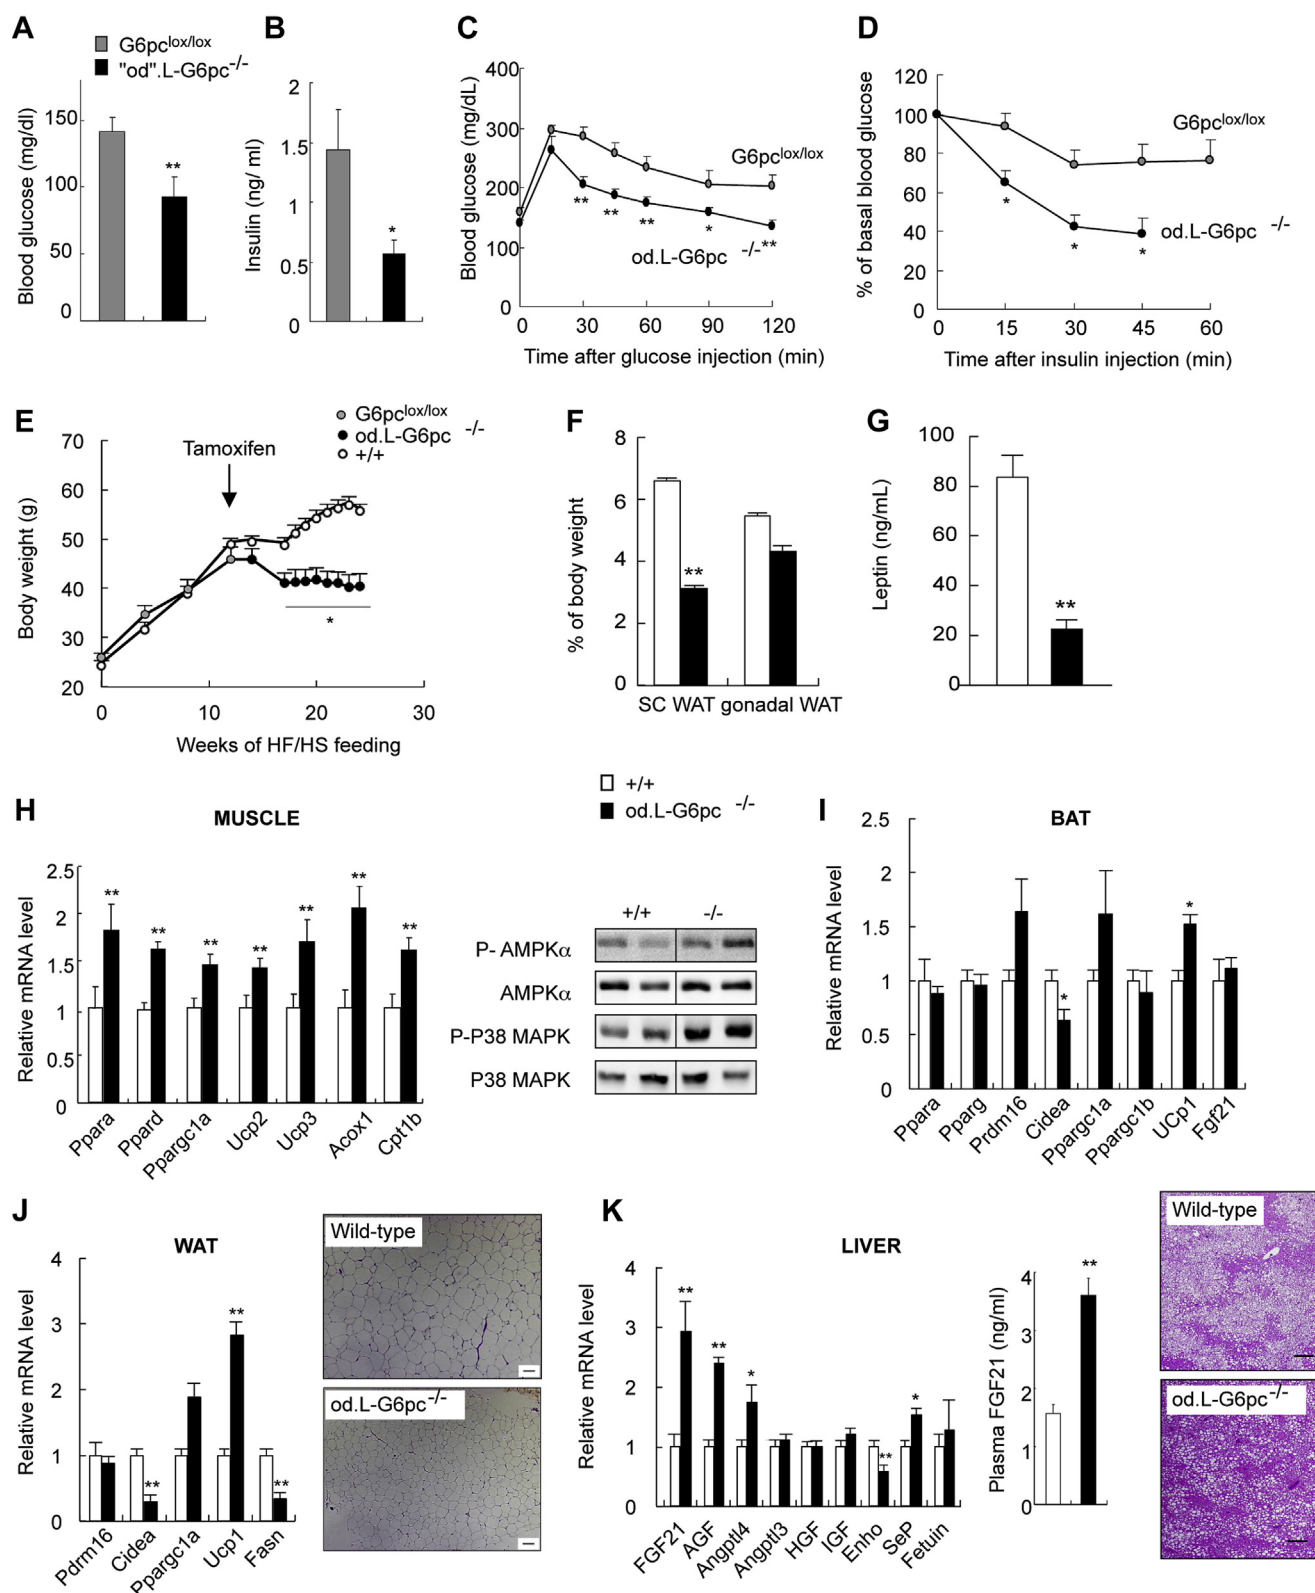 A
G6pc^lox/lox
"od".L-G6pc^-/-
Blood glucose (mg/dl)
150
100
50
0
**
B
Insulin (ng/ ml)
2
1.5
1
0.5
0
*
C
Blood glucose (mg/dL)
400
300
200
100
0
G6pc^lox/lox
** ** ** *
od.L-G6pc -/-**
0 30 60 90 120
Time after glucose injection (min)
D
% of basal blood glucose
120
100
80
60
40
20
0
G6pc^lox/lox
od.L-G6pc -/-
* * *
0 15 30 45 60
Time after insulin injection (min)
E
G6pc^lox/lox
od.L-G6pc -/-
+/+
Tamoxifen
Body weight (g)
70
60
50
40
30
20
*
0 10 20 30
Weeks of HF/HS feeding
F
% of body weight
8
6
4
2
0
**
SC WAT gonadal WAT
G
Leptin (ng/mL)
100
80
60
40
20
0
**
+/+
od.L-G6pc -/-
H
MUSCLE
Relative mRNA level
2.5
2
1.5
1
0.5
0
** ** ** ** ** ** **
Ppara Ppard Ppargc1a Ucp2 Ucp3 Acox1 Cpt1b
+/+ -/-
P- AMPKα
AMPKα
P-P38 MAPK
P38 MAPK
I
BAT
Relative mRNA level
2.5
2
1.5
1
0.5
0
* *
Ppara Pparg Prdm16 Cidea Ppargc1a Ppargc1b UCp1 Fgf21
J
WAT
Relative mRNA level
4
3
2
1
0
** ** **
Pdrm16 Cidea Ppargc1a Ucp1 Fasn
Wild-type
od.L-G6pc^-/-
K
LIVER
Relative mRNA level
4
3
2
1
0
** ** * ** *
FGF21 AGF Angptl4 Angptl3 HGF IGF Enho SeP Fetuin
Plasma FGF21 (ng/ml)
4
3
2
1
0
**
Wild-type
od.L-G6pc^-/-